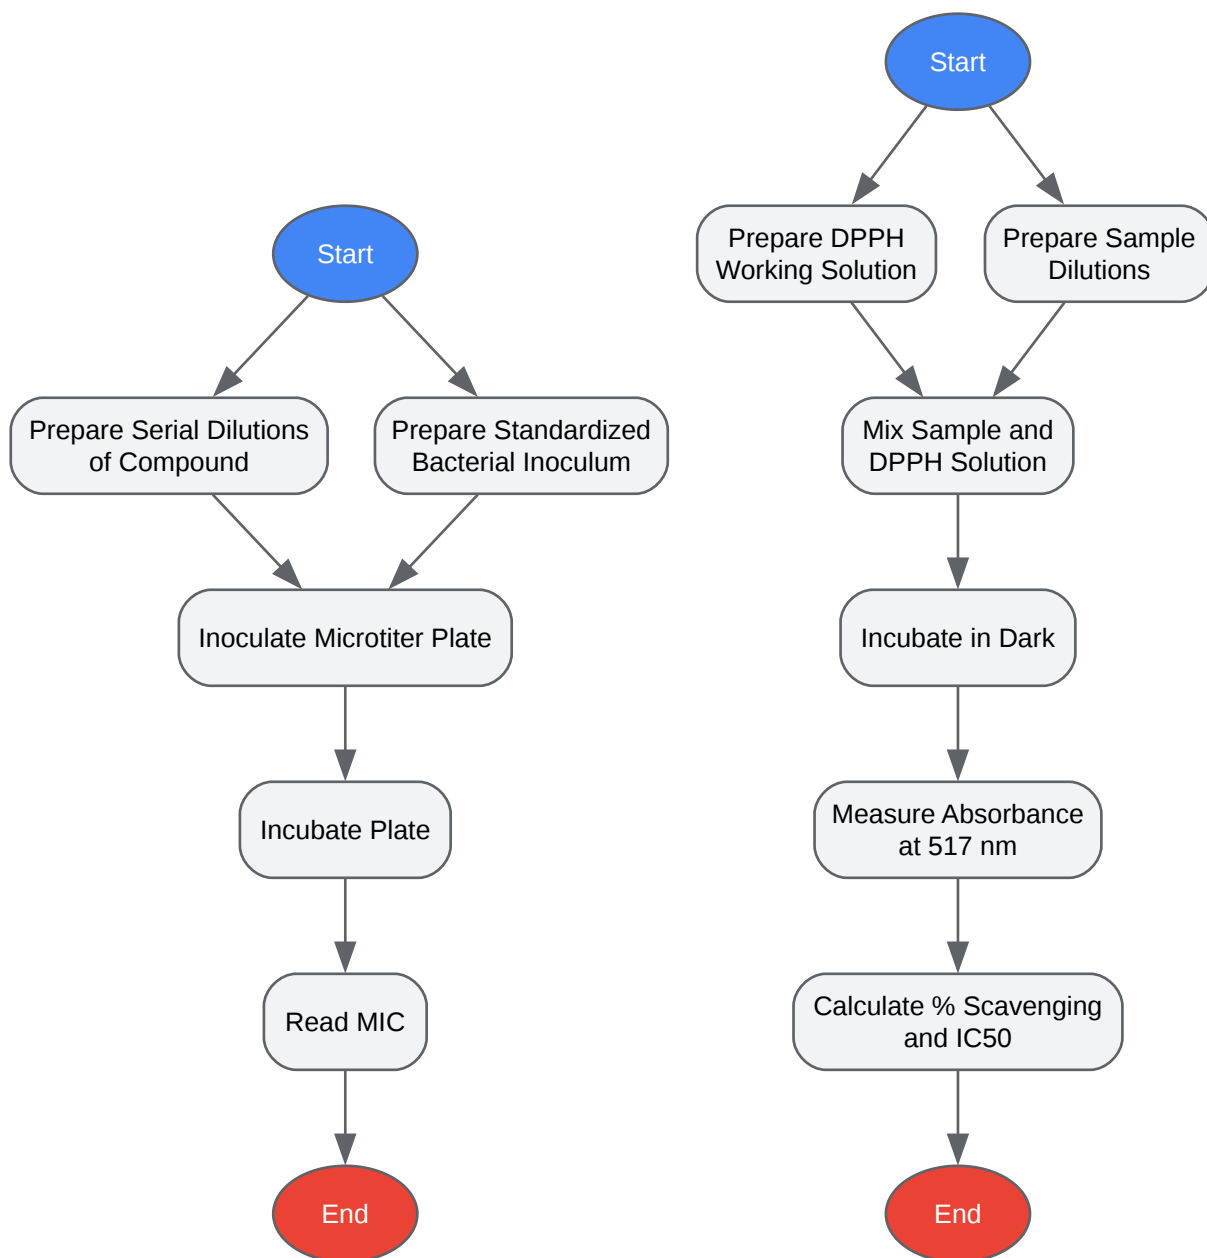 Start
Prepare Serial Dilutions
of Compound
Prepare Standardized
Bacterial Inoculum
Inoculate Microtiter Plate
Incubate Plate
Read MIC
End
Start
Prepare DPPH
Working Solution
Prepare Sample
Dilutions
Mix Sample and
DPPH Solution
Incubate in Dark
Measure Absorbance
at 517 nm
Calculate % Scavenging
and IC50
End